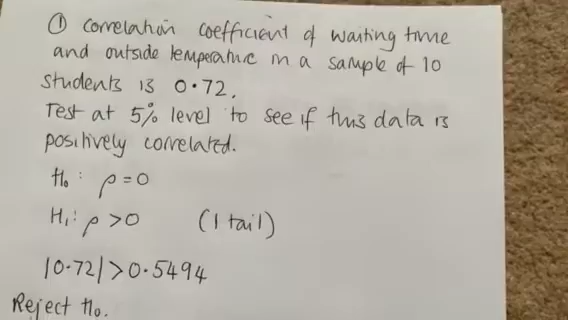 ① correlation coefficient of waiting time
and outside temperature in a sample of 10
students is 0.72.
Test at 5% level to see if this data is
positively correlated.
H₀: ρ=0
H₁: ρ>0 (1 tail)
|0.72| > 0.5494
Reject H₀.